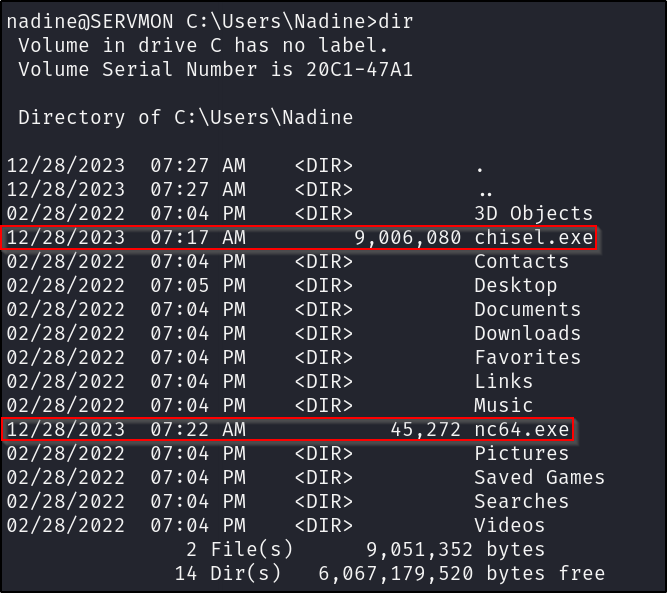 nadine@SERVMON C:\Users\Nadine>dir
Volume in drive C has no label.
Volume Serial Number is 20C1-47A1
Directory of C:\Users\Nadine
12/28/2023  07:27 AM    <DIR>          .
12/28/2023  07:27 AM    <DIR>          ..
02/28/2022  07:04 PM    <DIR>          3D Objects
12/28/2023  07:17 AM         9,006,080 chisel.exe
02/28/2022  07:04 PM    <DIR>          Contacts
02/28/2022  07:05 PM    <DIR>          Desktop
02/28/2022  07:04 PM    <DIR>          Documents
02/28/2022  07:04 PM    <DIR>          Downloads
02/28/2022  07:04 PM    <DIR>          Favorites
02/28/2022  07:04 PM    <DIR>          Links
02/28/2022  07:04 PM    <DIR>          Music
12/28/2023  07:22 AM            45,272 nc64.exe
02/28/2022  07:04 PM    <DIR>          Pictures
02/28/2022  07:04 PM    <DIR>          Saved Games
02/28/2022  07:04 PM    <DIR>          Searches
02/28/2022  07:04 PM    <DIR>          Videos
2 File(s)      9,051,352 bytes
14 Dir(s)   6,067,179,520 bytes free